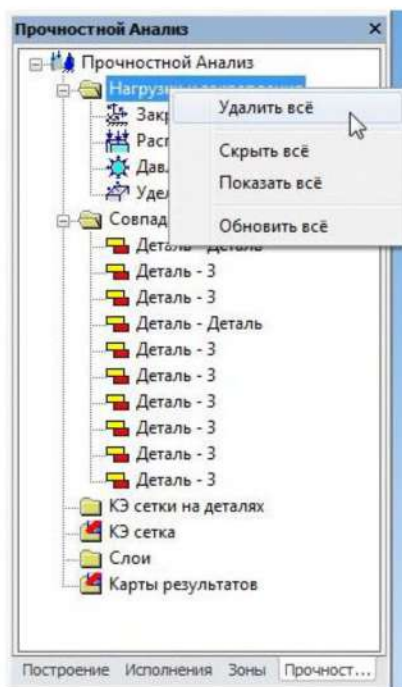 Прочностной Анализ
Прочностной Анализ
Удалить всё
Скрыть всё
Показать всё
Обновить всё
Деталь - Деталь
Деталь - 3
Деталь - 3
Деталь - Деталь
Деталь - 3
Деталь - 3
Деталь - 3
Деталь - 3
Деталь - 3
Деталь - 3
КЭ сетки на деталях
КЭ сетка
Слои
Карты результатов
Построение Исполнения Зоны Прочност...